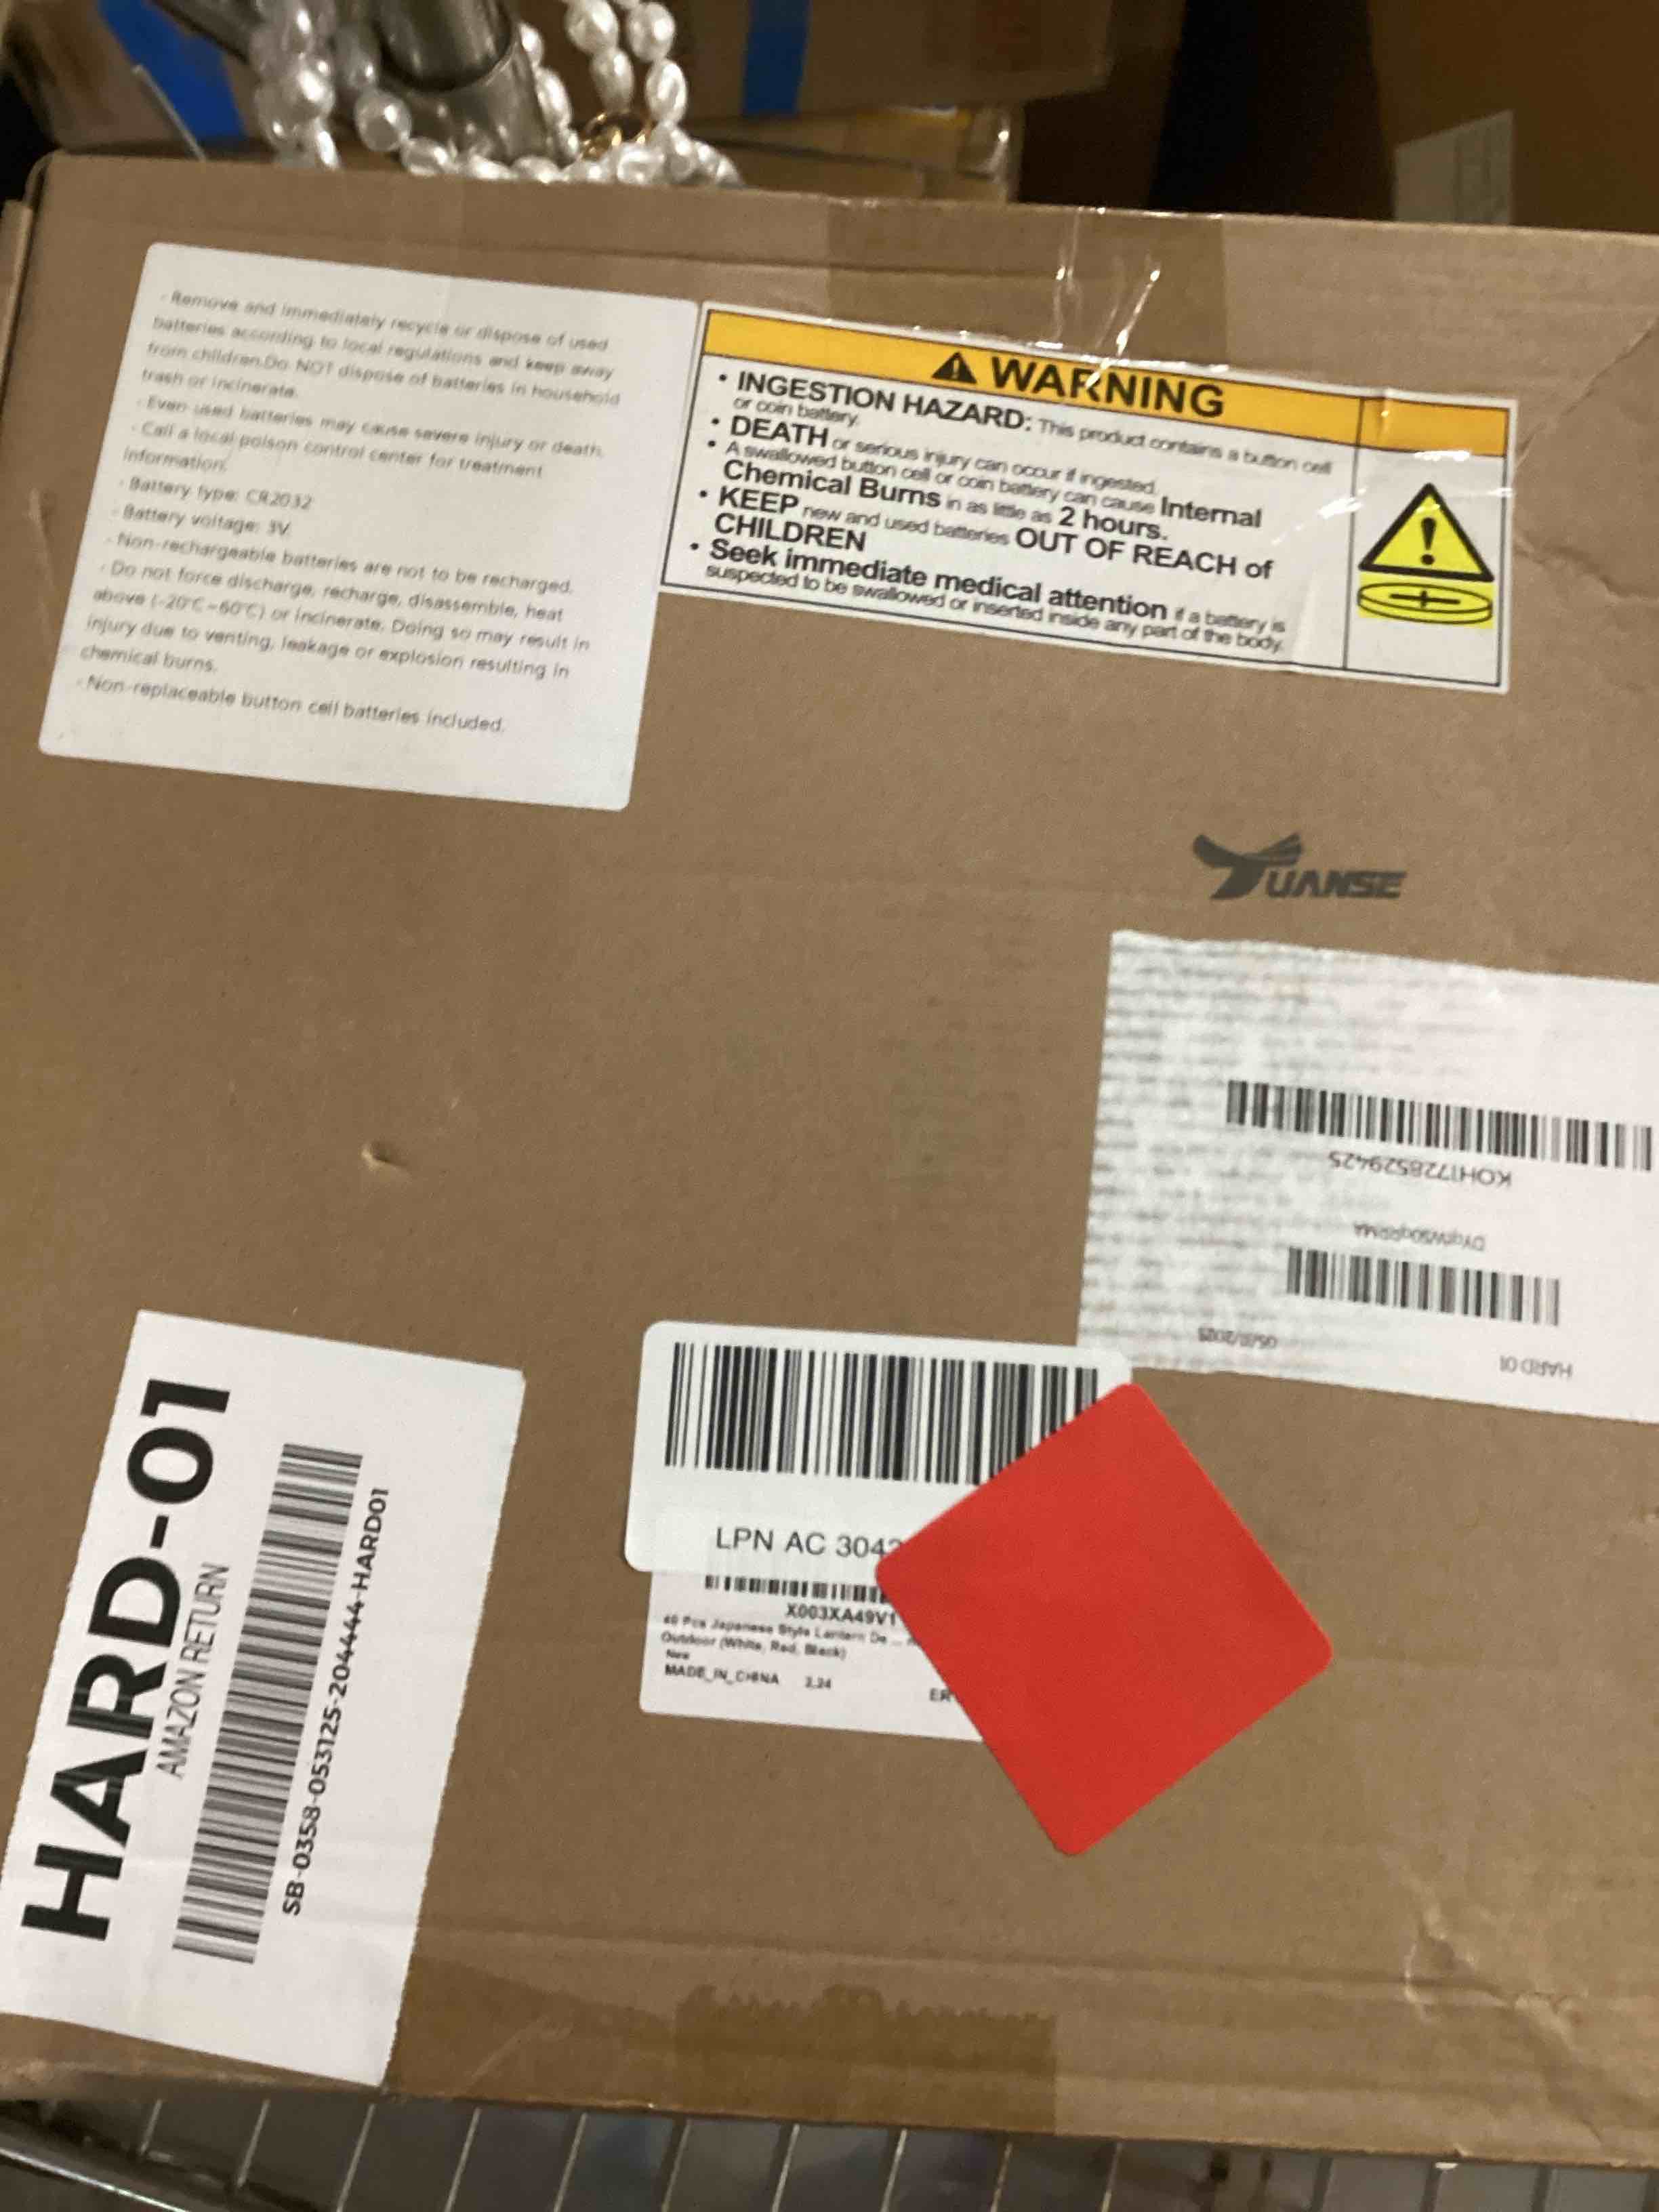 - Remove and immediately recycle or dispose of used
batteries according to local regulations and keep away
from children.Do NOT dispose of batteries in household
trash or incinerate.
- Even used batteries may cause severe injury or death.
- Call a local poison control center for treatment
information.
- Battery type: CR2032
- Battery voltage: 3V.
- Non-rechargeable batteries are not to be recharged.
- Do not force discharge, recharge, disassemble, heat
above (-20℃~60℃) or incinerate. Doing so may result in
injury due to venting, leakage or explosion resulting in
chemical burns.
- Non-replaceable button cell batteries included.
WARNING
• INGESTION HAZARD: This product contains a button cell
or coin battery.
• DEATH or serious injury can occur if ingested.
• A swallowed button cell or coin battery can cause Internal
Chemical Burns in as little as 2 hours.
• KEEP new and used batteries OUT OF REACH of
CHILDREN
• Seek immediate medical attention if a battery is
suspected to be swallowed or inserted inside any part of the body.
YUANSE
HARD 01
KOH1728529425
HARD-01
AMAZON RETURN
SB-0358-053125-204444-HARD01
LPN AC 304
X003XA49V1
40 Pcs Japanese Style Lantern De ...
Outdoor (White, Red, Black)
New
MADE_IN_CHINA 2.24
ER